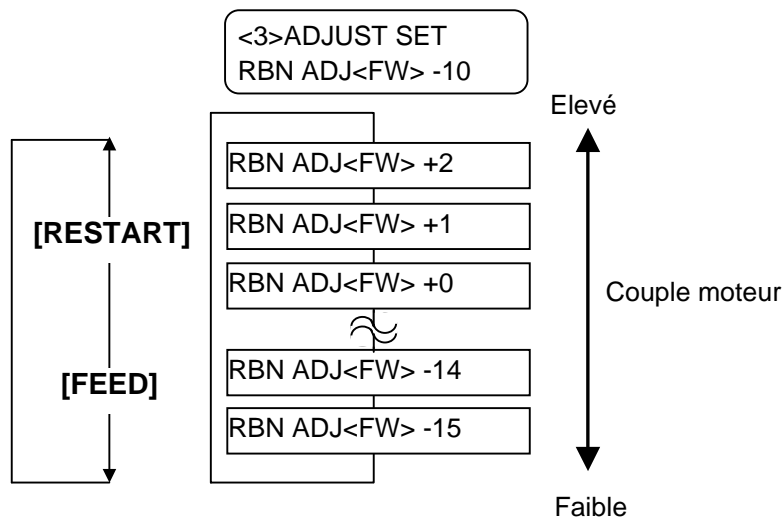 <3>ADJUST SET
RBN ADJ<FW> -10
Elevé
RBN ADJ<FW> +2
[RESTART]
RBN ADJ<FW> +1
RBN ADJ<FW> +0
Couple moteur
[FEED]
RBN ADJ<FW> -14
RBN ADJ<FW> -15
Faible